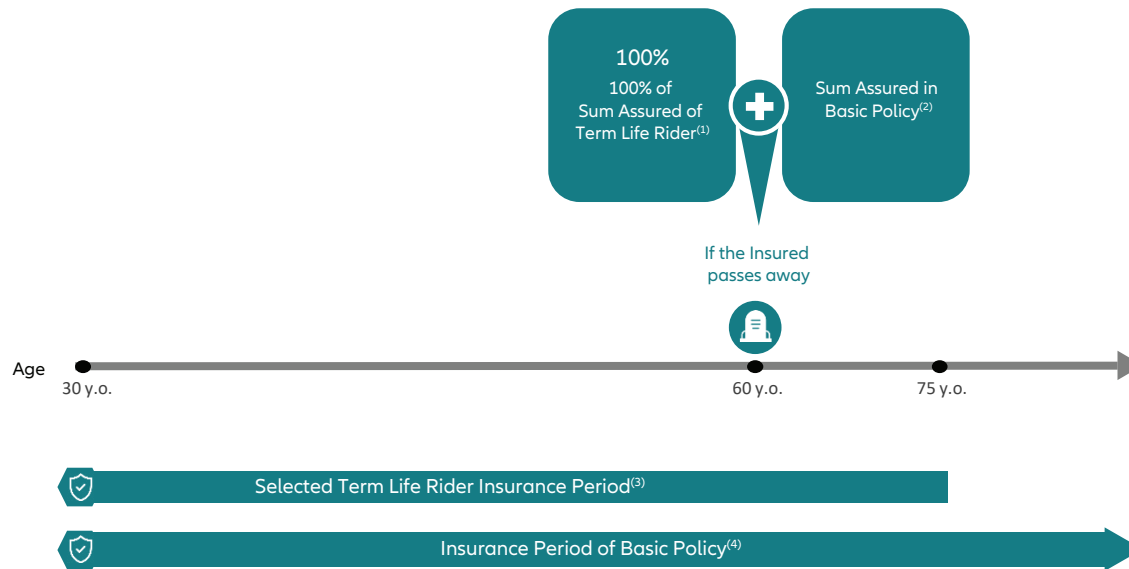 100%
100% of
Sum Assured of
Term Life Rider(1)
Sum Assured in
Basic Policy(2)
If the Insured
passes away
Age
30 y.o.
60 y.o.
75 y.o.
Selected Term Life Rider Insurance Period(3)
Insurance Period of Basic Policy(4)